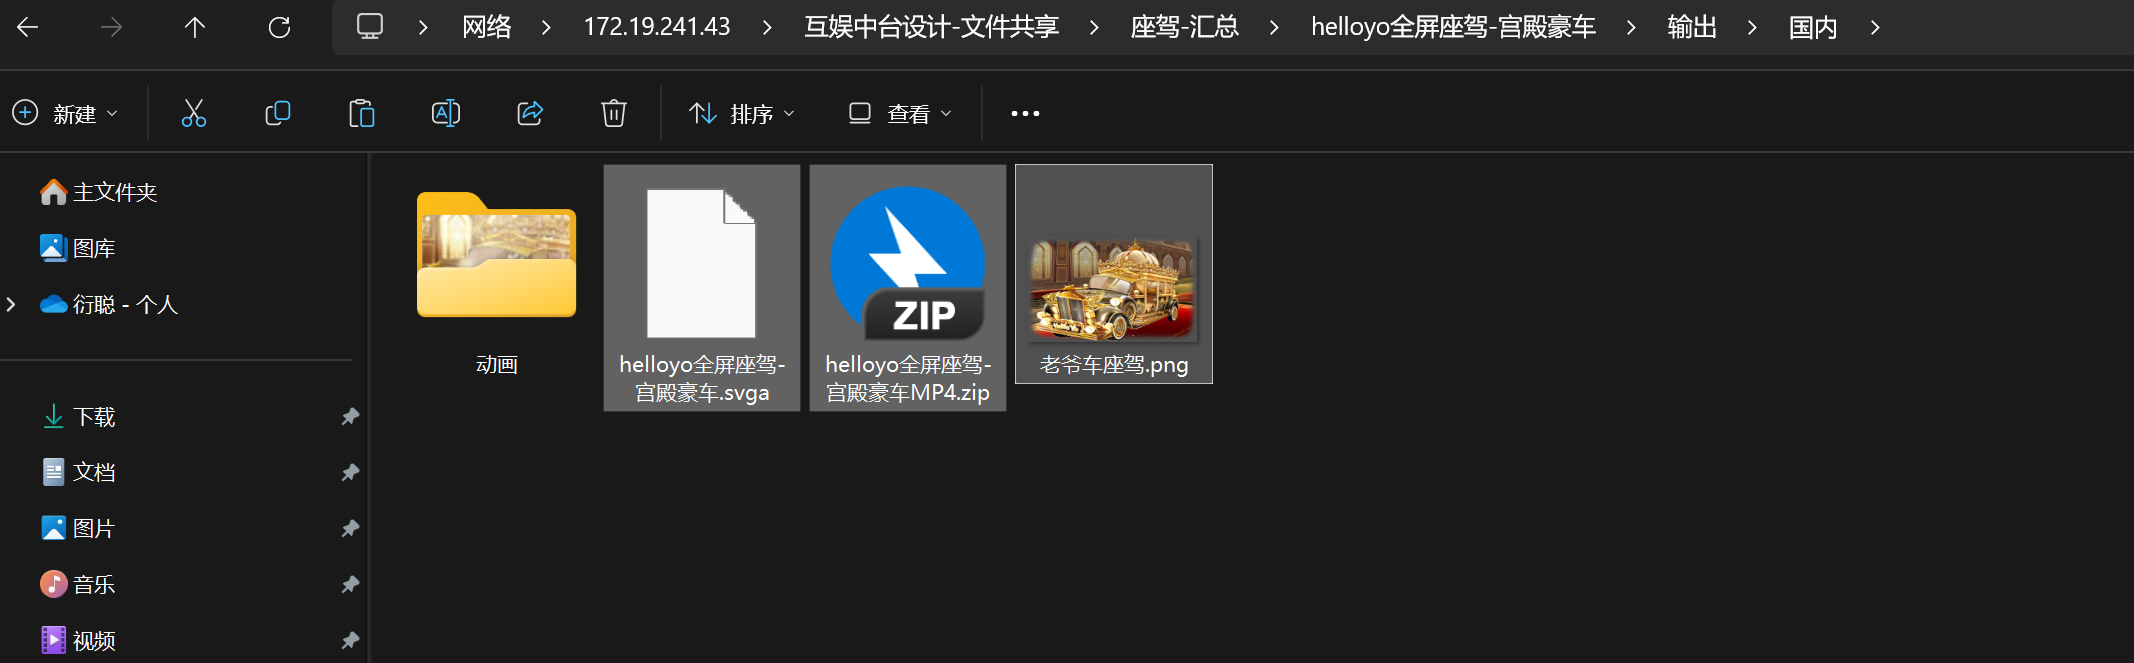 网络 172.19.241.43 互娱中台设计-文件共享 座驾-汇总 helloyo全屏座驾-宫殿豪车 输出 国内
新建 排序 查看
主文件夹
图库
衍聪 - 个人
下载
文档
图片
音乐
视频
动画
helloyo全屏座驾-
宫殿豪车.svga
ZIP
helloyo全屏座驾-
宫殿豪车MP4.zip
老爷车座驾.png